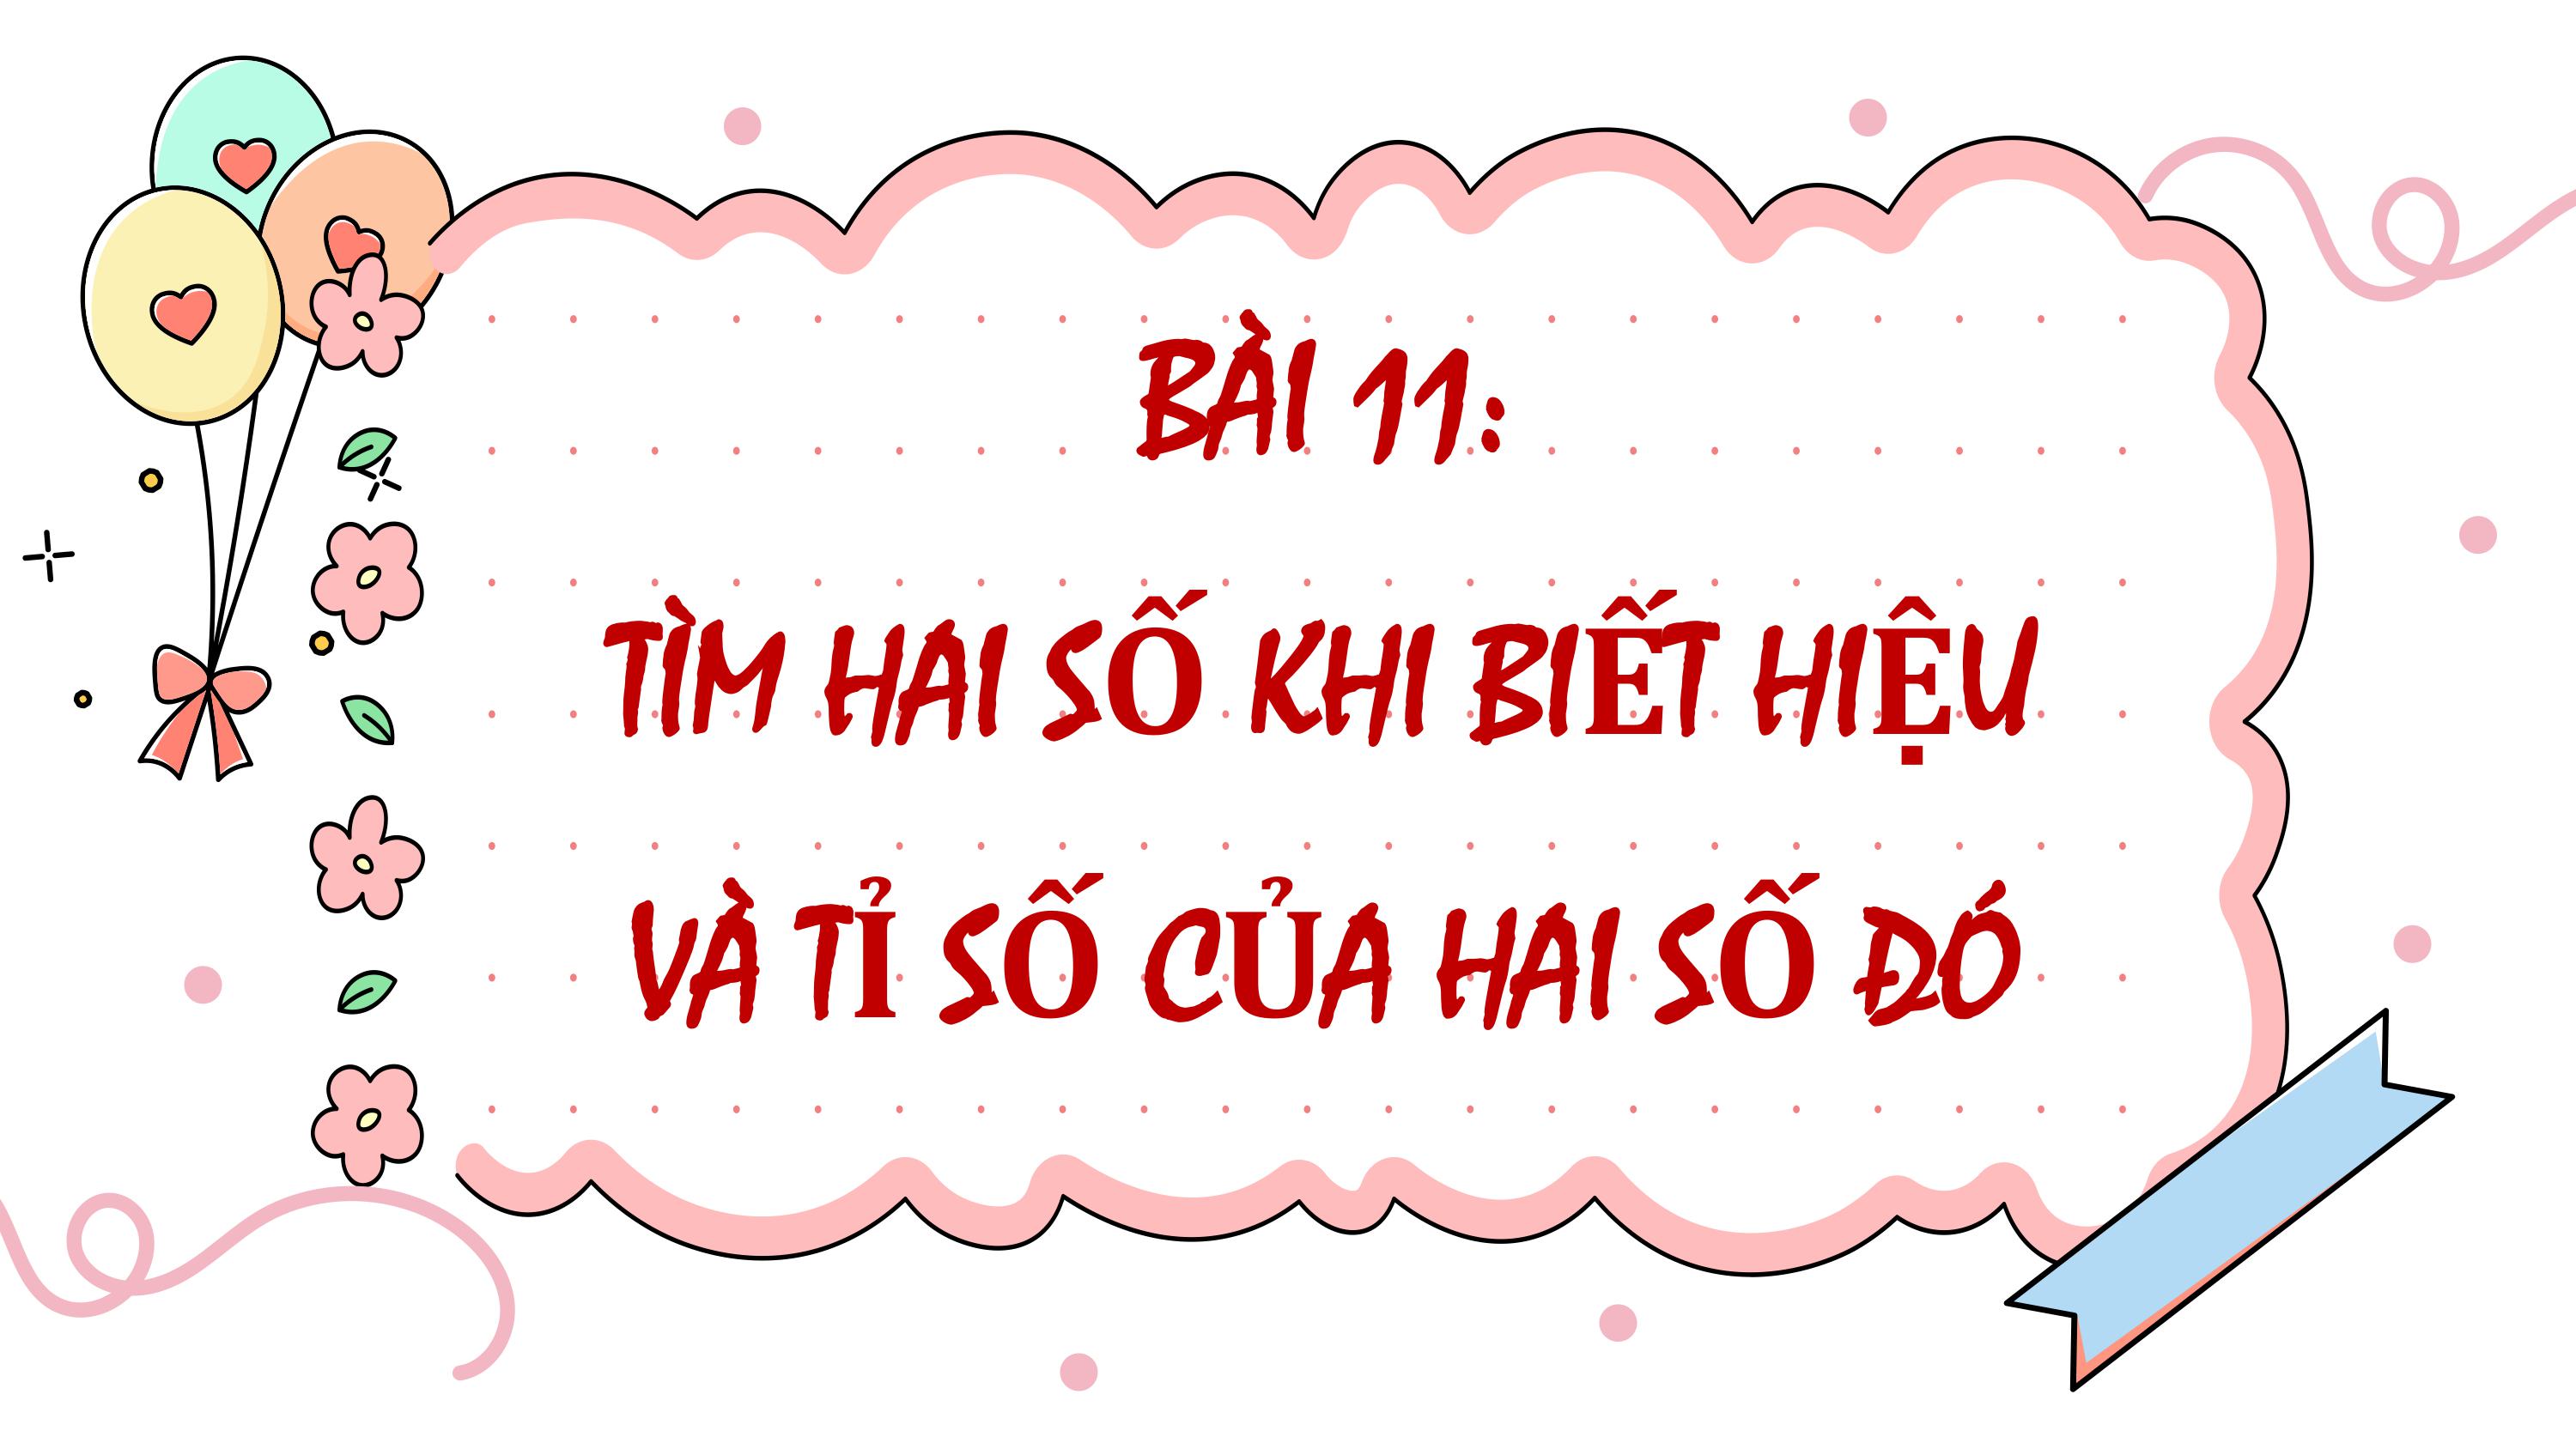 BÀI 11:
TÌM HAI SỐ KHI BIẾT HIỆU
VÀ TỈ SỐ CỦA HAI SỐ ĐÓ